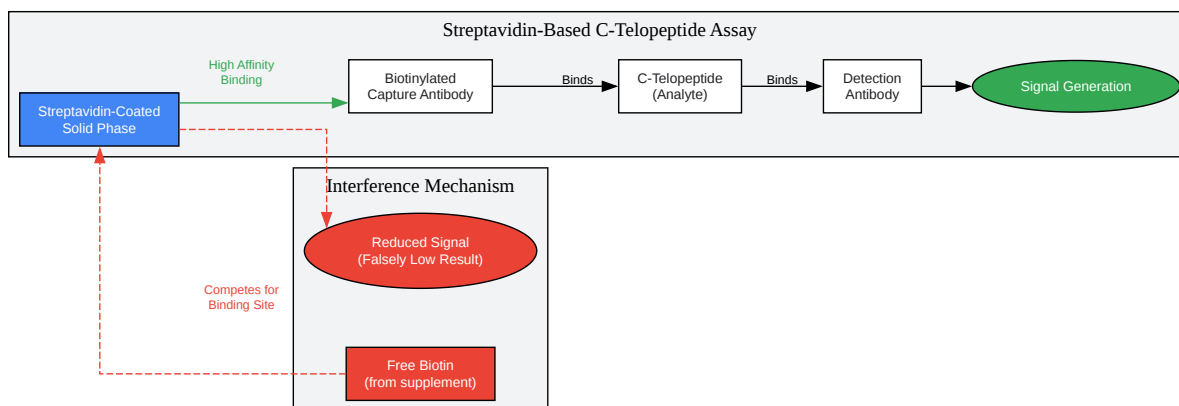 Streptavidin-Based C-Telopeptide Assay
High Affinity
Binding
Streptavidin-Coated
Solid Phase
Biotinylated
Capture Antibody
Binds
C-Telopeptide
(Analyte)
Binds
Detection
Antibody
Signal Generation
Interference Mechanism
Reduced Signal
(Falsely Low Result)
Competes for
Binding Site
Free Biotin
(from supplement)